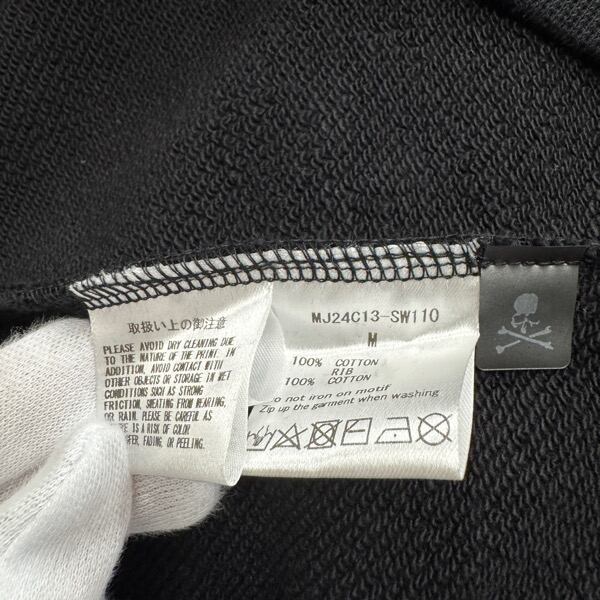 取扱い上の御注意
PLEASE AVOID DRY CLEANING DUE
TO THE NATURE OF THE PRINT. IN
ADDITION, AVOID CONTACT WITH
OTHER OBJECTS OR STORAGE IN WET
CONDITIONS SUCH AS STRONG
FRICTION, SWEATING FROM WEARING,
OR RAIN. PLEASE BE CAREFUL AS
IS A RISK OF COLOR
FADING, OR PEELING.
MJ24C13-SW110
M
100% COTTON
RIB
100% COTTON
Do not iron on motif
Zip up the garment when washing